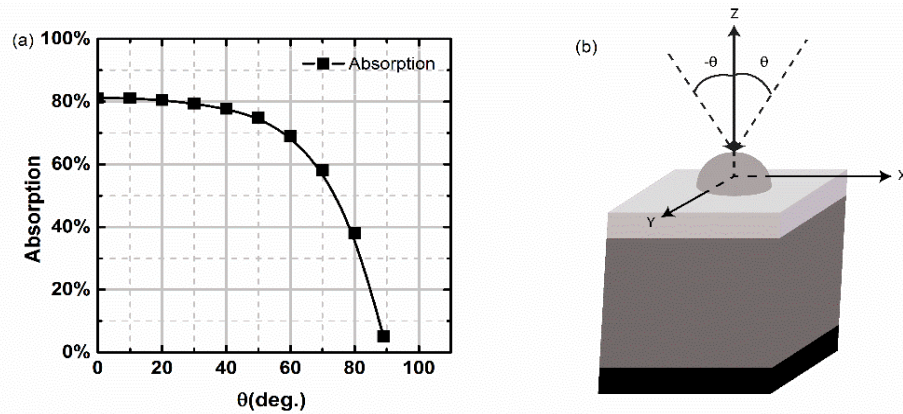 (a)
100%
80%
60%
40%
20%
0%
Absorption
Absorption
0 20 40 60 80 100
θ(deg.)
(b)
Z
-θ θ
X
Y